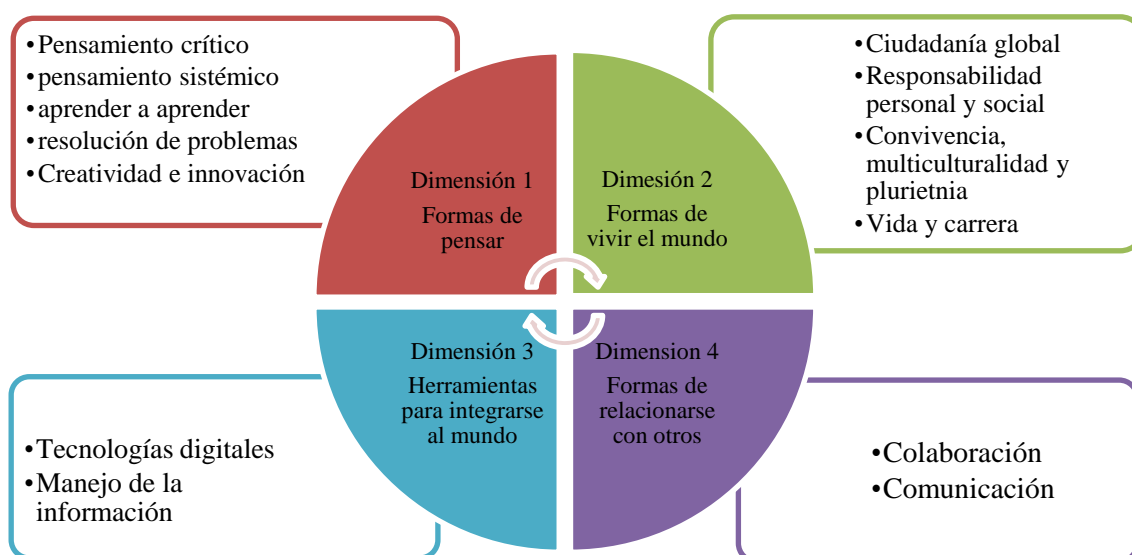 •Pensamiento crítico
•pensamiento sistémico
•aprender a aprender
•resolución de problemas
•Creatividad e innovación
Dimensión 1
Formas de
pensar
Dimesión 2
Formas de
vivir el mundo
•Ciudadanía global
•Responsabilidad
personal y social
•Convivencia,
multiculturalidad y
plurietnia
•Vida y carrera
•Tecnologías digitales
•Manejo de la
información
Dimensión 3
Herramientas
para integrarse
al mundo
Dimension 4
Formas de
relacionarse
con otros
•Colaboración
•Comunicación